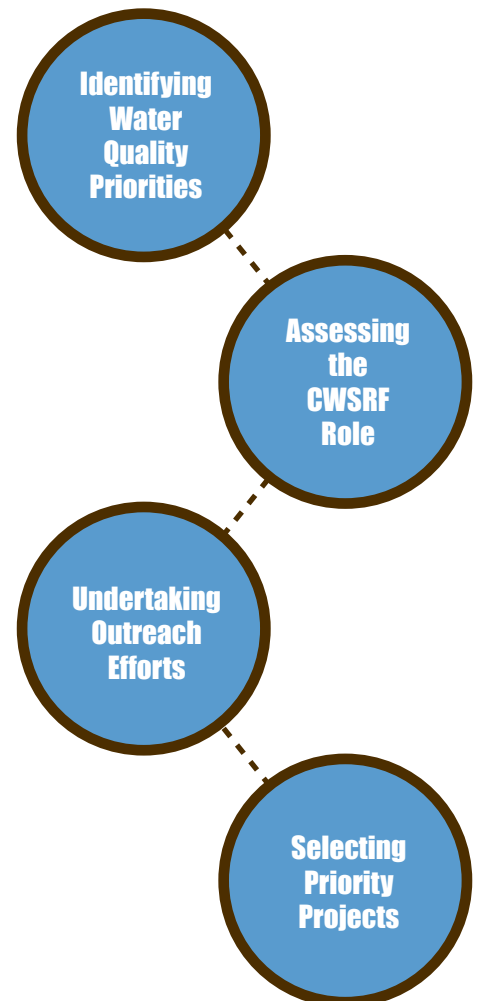 Identifying
Water
Quality
Priorities
Assessing
the
CWSRF
Role
Undertaking
Outreach
Efforts
Selecting
Priority
Projects